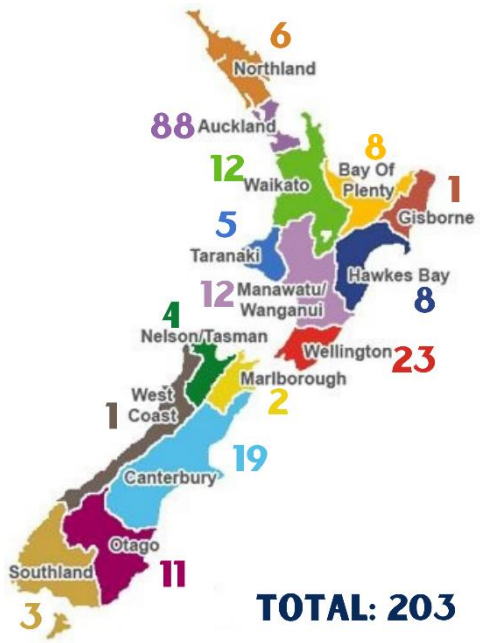 6
Northland
88 Auckland
8
12
Waikato
Bay Of
Plenty
1
Gisborne
5
Taranaki
Hawkes Bay
8
12
Manawatu/
Wanganui
4
Nelson/Tasman
Wellington 23
Marlborough
2
West
Coast
1
19
Canterbury
Otago
11
Southland
3
TOTAL: 203